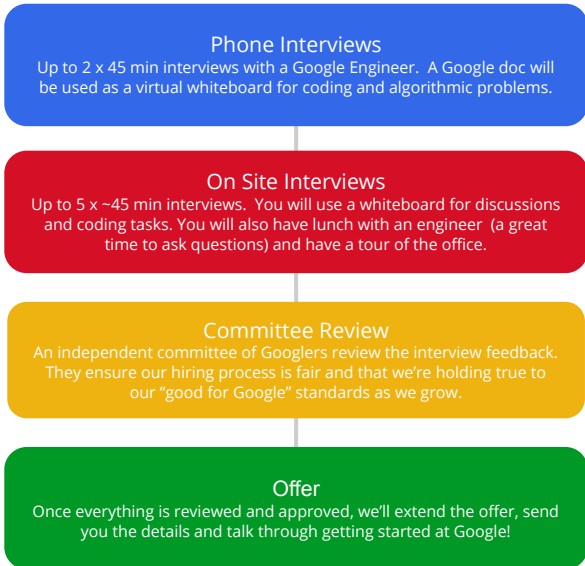 Phone Interviews
Up to 2 x 45 min interviews with a Google Engineer.  A Google doc will
be used as a virtual whiteboard for coding and algorithmic problems.
On Site Interviews
Up to 5 x ~45 min interviews.  You will use a whiteboard for discussions
and coding tasks. You will also have lunch with an engineer  (a great
time to ask questions) and have a tour of the office.
Committee Review
An independent committee of Googlers review the interview feedback.
They ensure our hiring process is fair and that we're holding true to
our “good for Google” standards as we grow.
Offer
Once everything is reviewed and approved, we'll extend the offer, send
you the details and talk through getting started at Google!